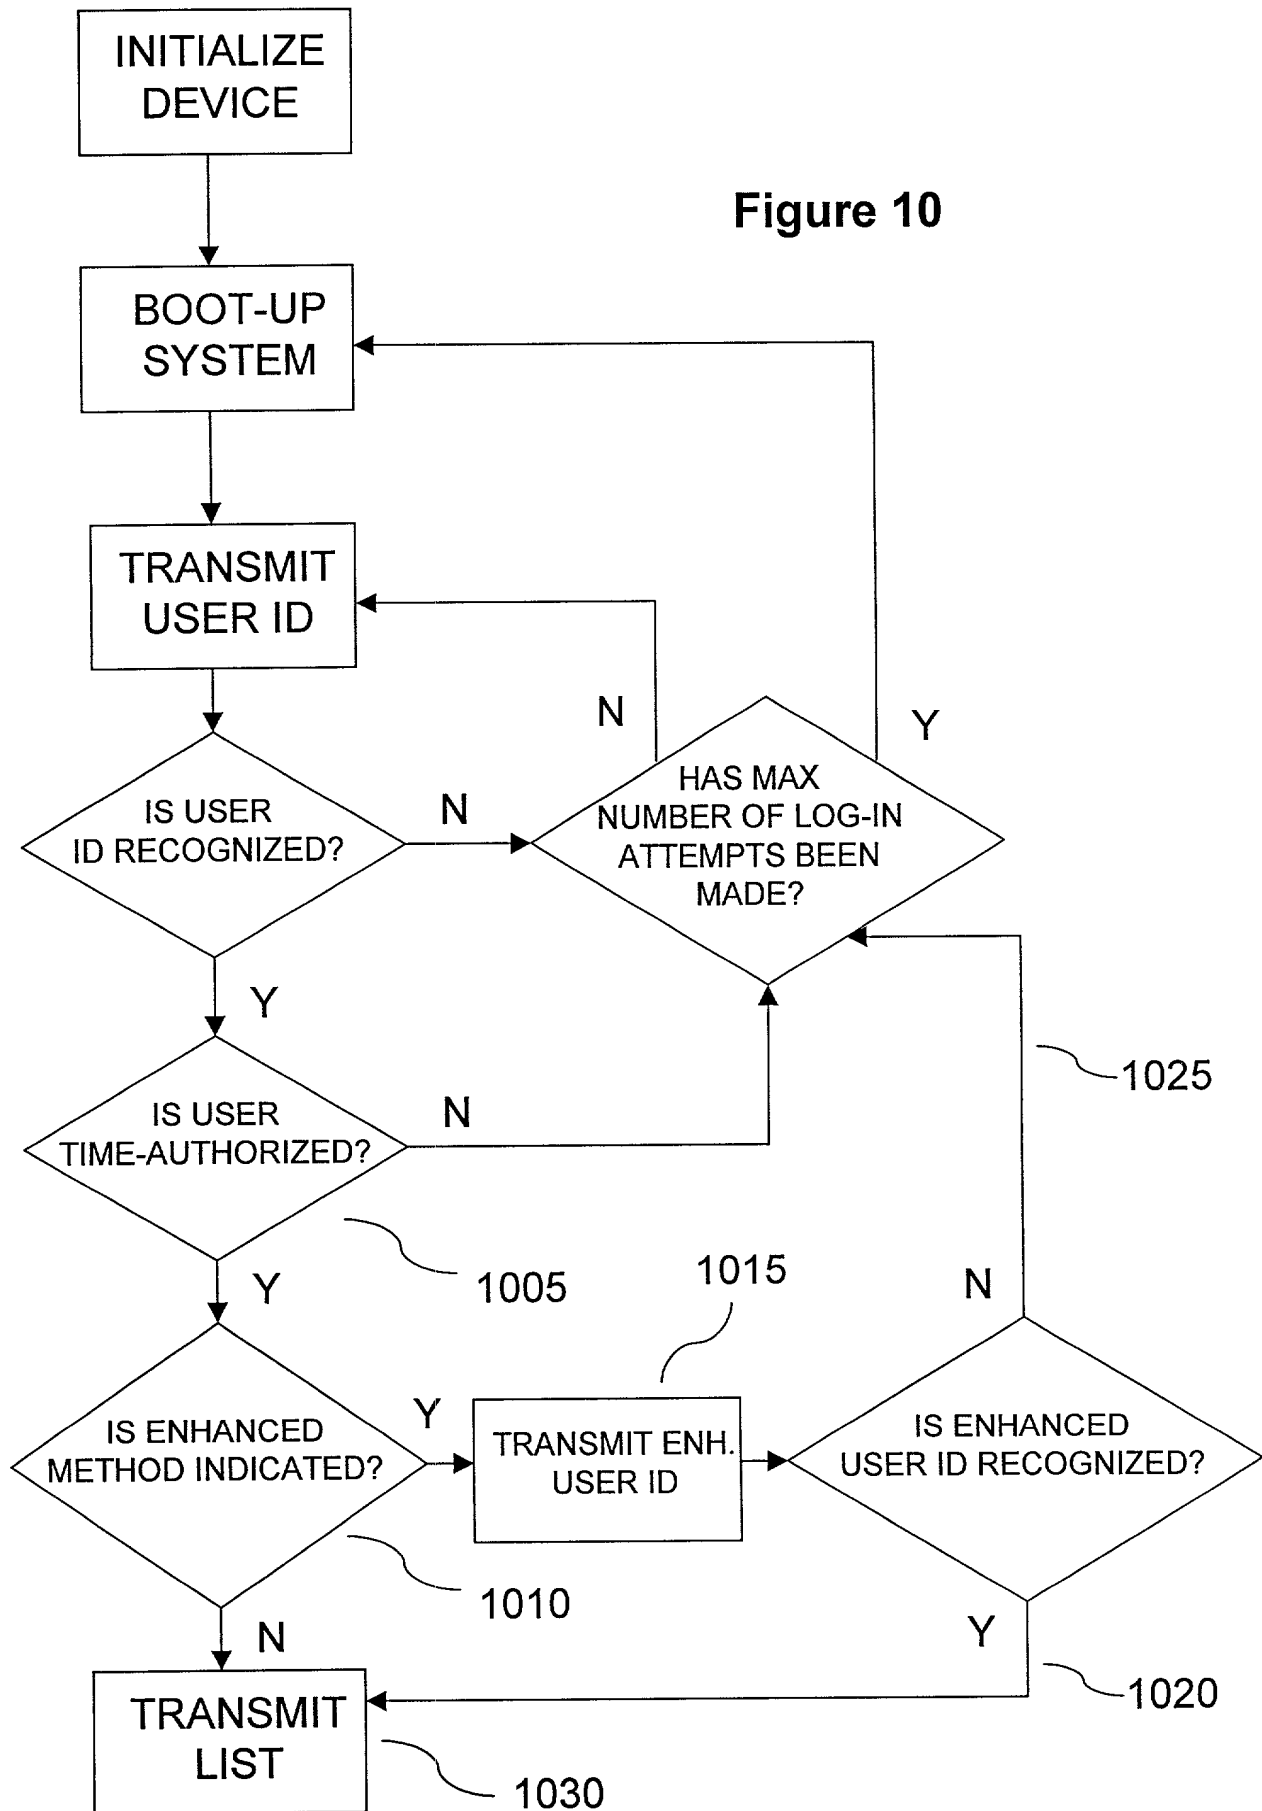 INITIALIZE
DEVICE
Figure 10
BOOT-UP
SYSTEM
TRANSMIT
USER ID
N
Y
HAS MAX
NUMBER OF LOG-IN
ATTEMPTS BEEN
MADE?
IS USER
ID RECOGNIZED?
N
Y
IS USER
TIME-AUTHORIZED?
N
1025
1005
Y
1015
N
IS ENHANCED
METHOD INDICATED?
Y
TRANSMIT ENH.
USER ID
IS ENHANCED
USER ID RECOGNIZED?
1010
N
Y
1020
TRANSMIT
LIST
1030